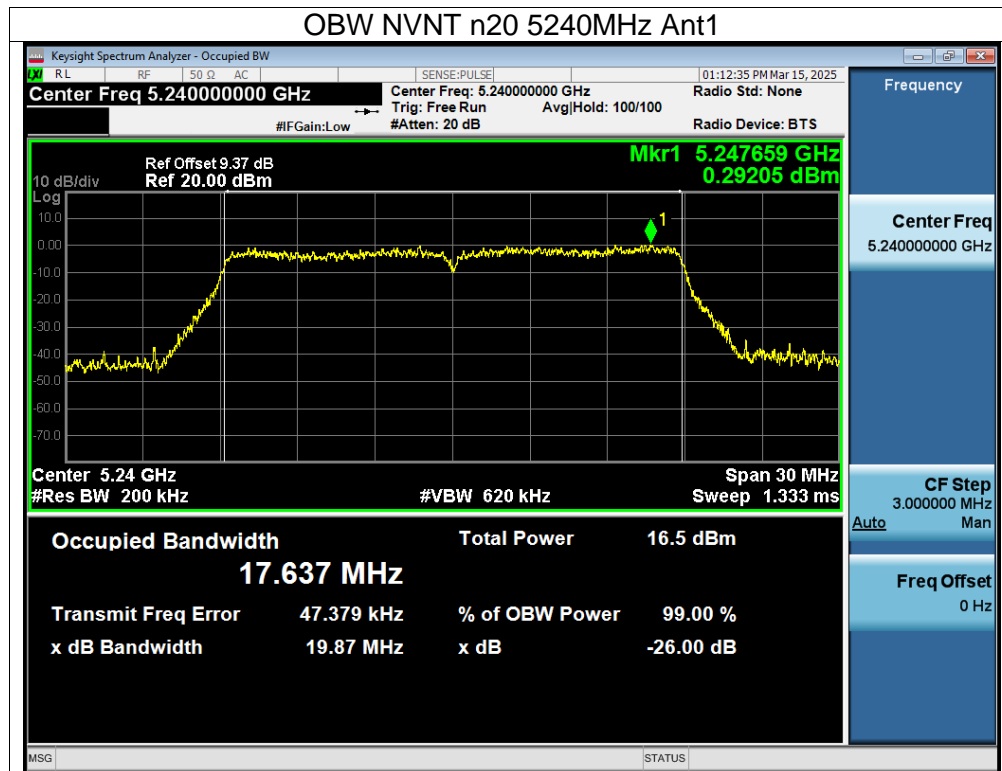 OBW NVNT n20 5240MHz Ant1
Keysight Spectrum Analyzer - Occupied BW
LXI RL RF 50 Ω AC SENSE:PULSE 01:12:35 PM Mar 15, 2025
Center Freq 5.240000000 GHz Center Freq: 5.240000000 GHz Radio Std: None
Trig: Free Run Avg|Hold: 100/100
#IFGain:Low #Atten: 20 dB Radio Device: BTS
Frequency
Ref Offset 9.37 dB Mkr1 5.247659 GHz
10 dB/div Ref 20.00 dBm 0.29205 dBm
Log
10.0
0.00
-10.0
-20.0
-30.0
-40.0
-50.0
-60.0
-70.0
1
Center 5.24 GHz Span 30 MHz
#Res BW 200 kHz #VBW 620 kHz Sweep 1.333 ms
Center Freq
5.240000000 GHz
CF Step
3.000000 MHz
Auto Man
Freq Offset
0 Hz
Occupied Bandwidth Total Power 16.5 dBm
17.637 MHz
Transmit Freq Error 47.379 kHz % of OBW Power 99.00 %
x dB Bandwidth 19.87 MHz x dB -26.00 dB
MSG STATUS